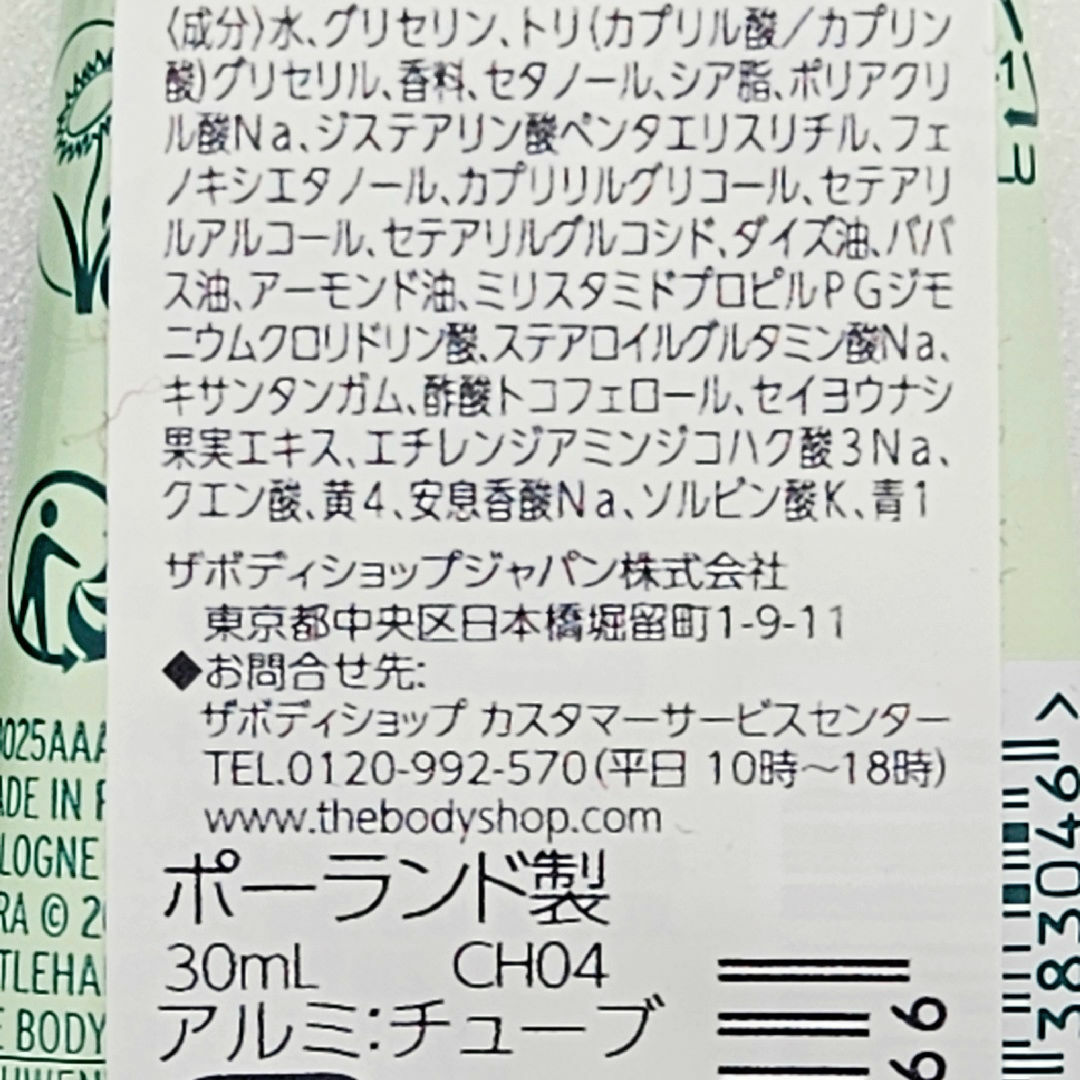 〈成分〉水、グリセリン、トリ(カプリル酸／カプリン
酸)グリセリル、香料、セタノール、シア脂、ポリアクリ
ル酸Na、ジステアリン酸ペンタエリスリチル、フェ
ノキシエタノール、カプリリルグリコール、セテアリ
ルアルコール、セテアリルグルコシド、ダイズ油、ババ
ス油、アーモンド油、ミリスタミドプロピルPGジモ
ニウムクロリドリン酸、ステアロイルグルタミン酸Na、
キサンタンガム、酢酸トコフェロール、セイヨウナシ
果実エキス、エチレンジアミンジコハク酸3Na、
クエン酸、黄4、安息香酸Na、ソルビン酸K、青1
ザボディショップジャパン株式会社
東京都中央区日本橋堀留町1-9-11
◆お問合せ先:
ザボディショップ カスタマーサービスセンター
TEL.0120-992-570(平日 10時〜18時)
www.thebodyshop.com
ポーランド製
30mL CH04
アルミ:チューブ
025AAA
ADE IN
LOGNE
RA © 2
TLEHA
E BODY
383046 >
66